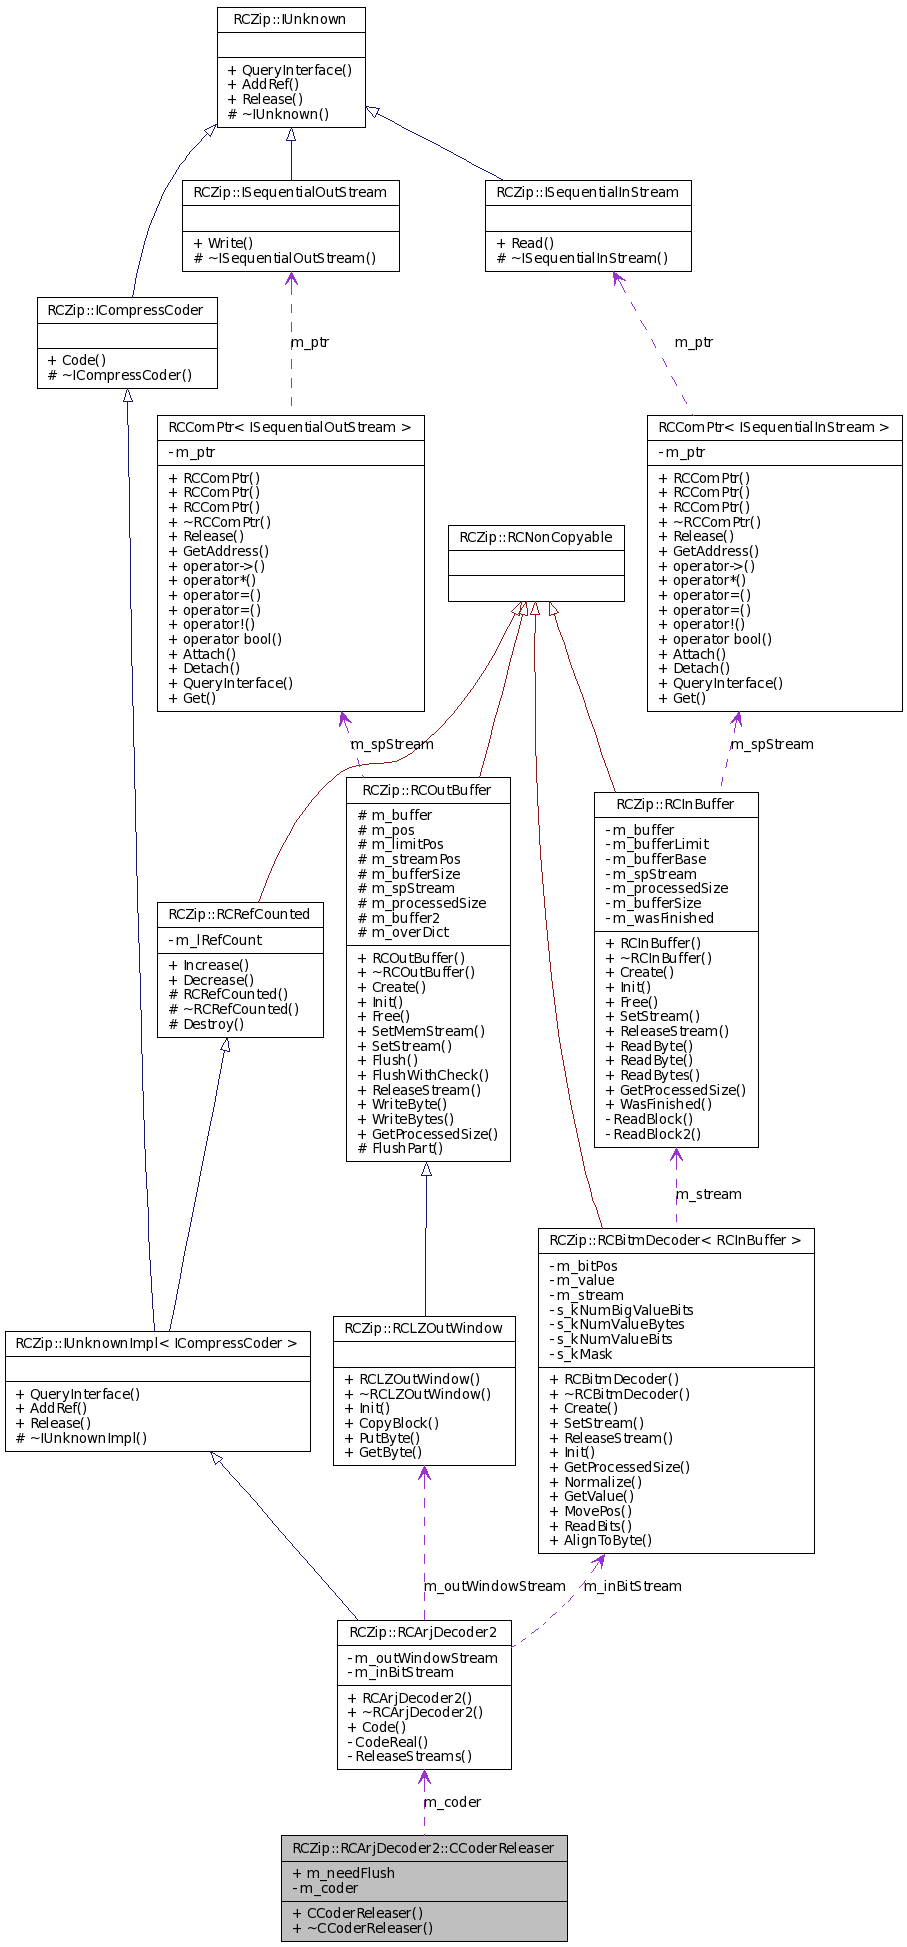 RCZip::IUnknown
+ QueryInterface()
+ AddRef()
+ Release()
# ~IUnknown()
RCZip::ISequentialOutStream
+ Write()
# ~ISequentialOutStream()
RCZip::ISequentialInStream
+ Read()
# ~ISequentialInStream()
RCZip::ICompressCoder
+ Code()
# ~ICompressCoder()
m_ptr
m_ptr
RCComPtr< ISequentialOutStream >
- m_ptr
+ RCComPtr()
+ RCComPtr()
+ RCComPtr()
+ ~RCComPtr()
+ Release()
+ GetAddress()
+ operator->()
+ operator*()
+ operator=()
+ operator=()
+ operator!()
+ operator bool()
+ Attach()
+ Detach()
+ QueryInterface()
+ Get()
RCComPtr< ISequentialInStream >
- m_ptr
+ RCComPtr()
+ RCComPtr()
+ RCComPtr()
+ ~RCComPtr()
+ Release()
+ GetAddress()
+ operator->()
+ operator*()
+ operator=()
+ operator=()
+ operator!()
+ operator bool()
+ Attach()
+ Detach()
+ QueryInterface()
+ Get()
RCZip::RCNonCopyable
m_spStream
m_spStream
RCZip::RCOutBuffer
# m_buffer
# m_pos
# m_limitPos
# m_streamPos
# m_bufferSize
# m_spStream
# m_processedSize
# m_buffer2
# m_overDict
+ RCOutBuffer()
+ ~RCOutBuffer()
+ Create()
+ Init()
+ Free()
+ SetMemStream()
+ SetStream()
+ Flush()
+ FlushWithCheck()
+ ReleaseStream()
+ WriteByte()
+ WriteBytes()
+ GetProcessedSize()
# FlushPart()
RCZip::RCInBuffer
- m_buffer
- m_bufferLimit
- m_bufferBase
- m_spStream
- m_processedSize
- m_bufferSize
- m_wasFinished
+ RCInBuffer()
+ ~RCInBuffer()
+ Create()
+ Init()
+ Free()
+ SetStream()
+ ReleaseStream()
+ ReadByte()
+ ReadByte()
+ ReadBytes()
+ GetProcessedSize()
+ WasFinished()
- ReadBlock()
- ReadBlock2()
RCZip::RCRefCounted
- m_lRefCount
+ Increase()
+ Decrease()
# RCRefCounted()
# ~RCRefCounted()
# Destroy()
m_stream
RCZip::RCBitmDecoder< RCInBuffer >
- m_bitPos
- m_value
- m_stream
- s_kNumBigValueBits
- s_kNumValueBytes
- s_kNumValueBits
- s_kMask
+ RCBitmDecoder()
+ ~RCBitmDecoder()
+ Create()
+ SetStream()
+ ReleaseStream()
+ Init()
+ GetProcessedSize()
+ Normalize()
+ GetValue()
+ MovePos()
+ ReadBits()
+ AlignToByte()
RCZip::IUnknownImpl< ICompressCoder >
+ QueryInterface()
+ AddRef()
+ Release()
# ~IUnknownImpl()
RCZip::RCLZOutWindow
+ RCLZOutWindow()
+ ~RCLZOutWindow()
+ Init()
+ CopyBlock()
+ PutByte()
+ GetByte()
m_outWindowStream
m_inBitStream
RCZip::RCArjDecoder2
- m_outWindowStream
- m_inBitStream
+ RCArjDecoder2()
+ ~RCArjDecoder2()
+ Code()
- CodeReal()
- ReleaseStreams()
m_coder
RCZip::RCArjDecoder2::CCoderReleaser
+ m_needFlush
- m_coder
+ CCoderReleaser()
+ ~CCoderReleaser()